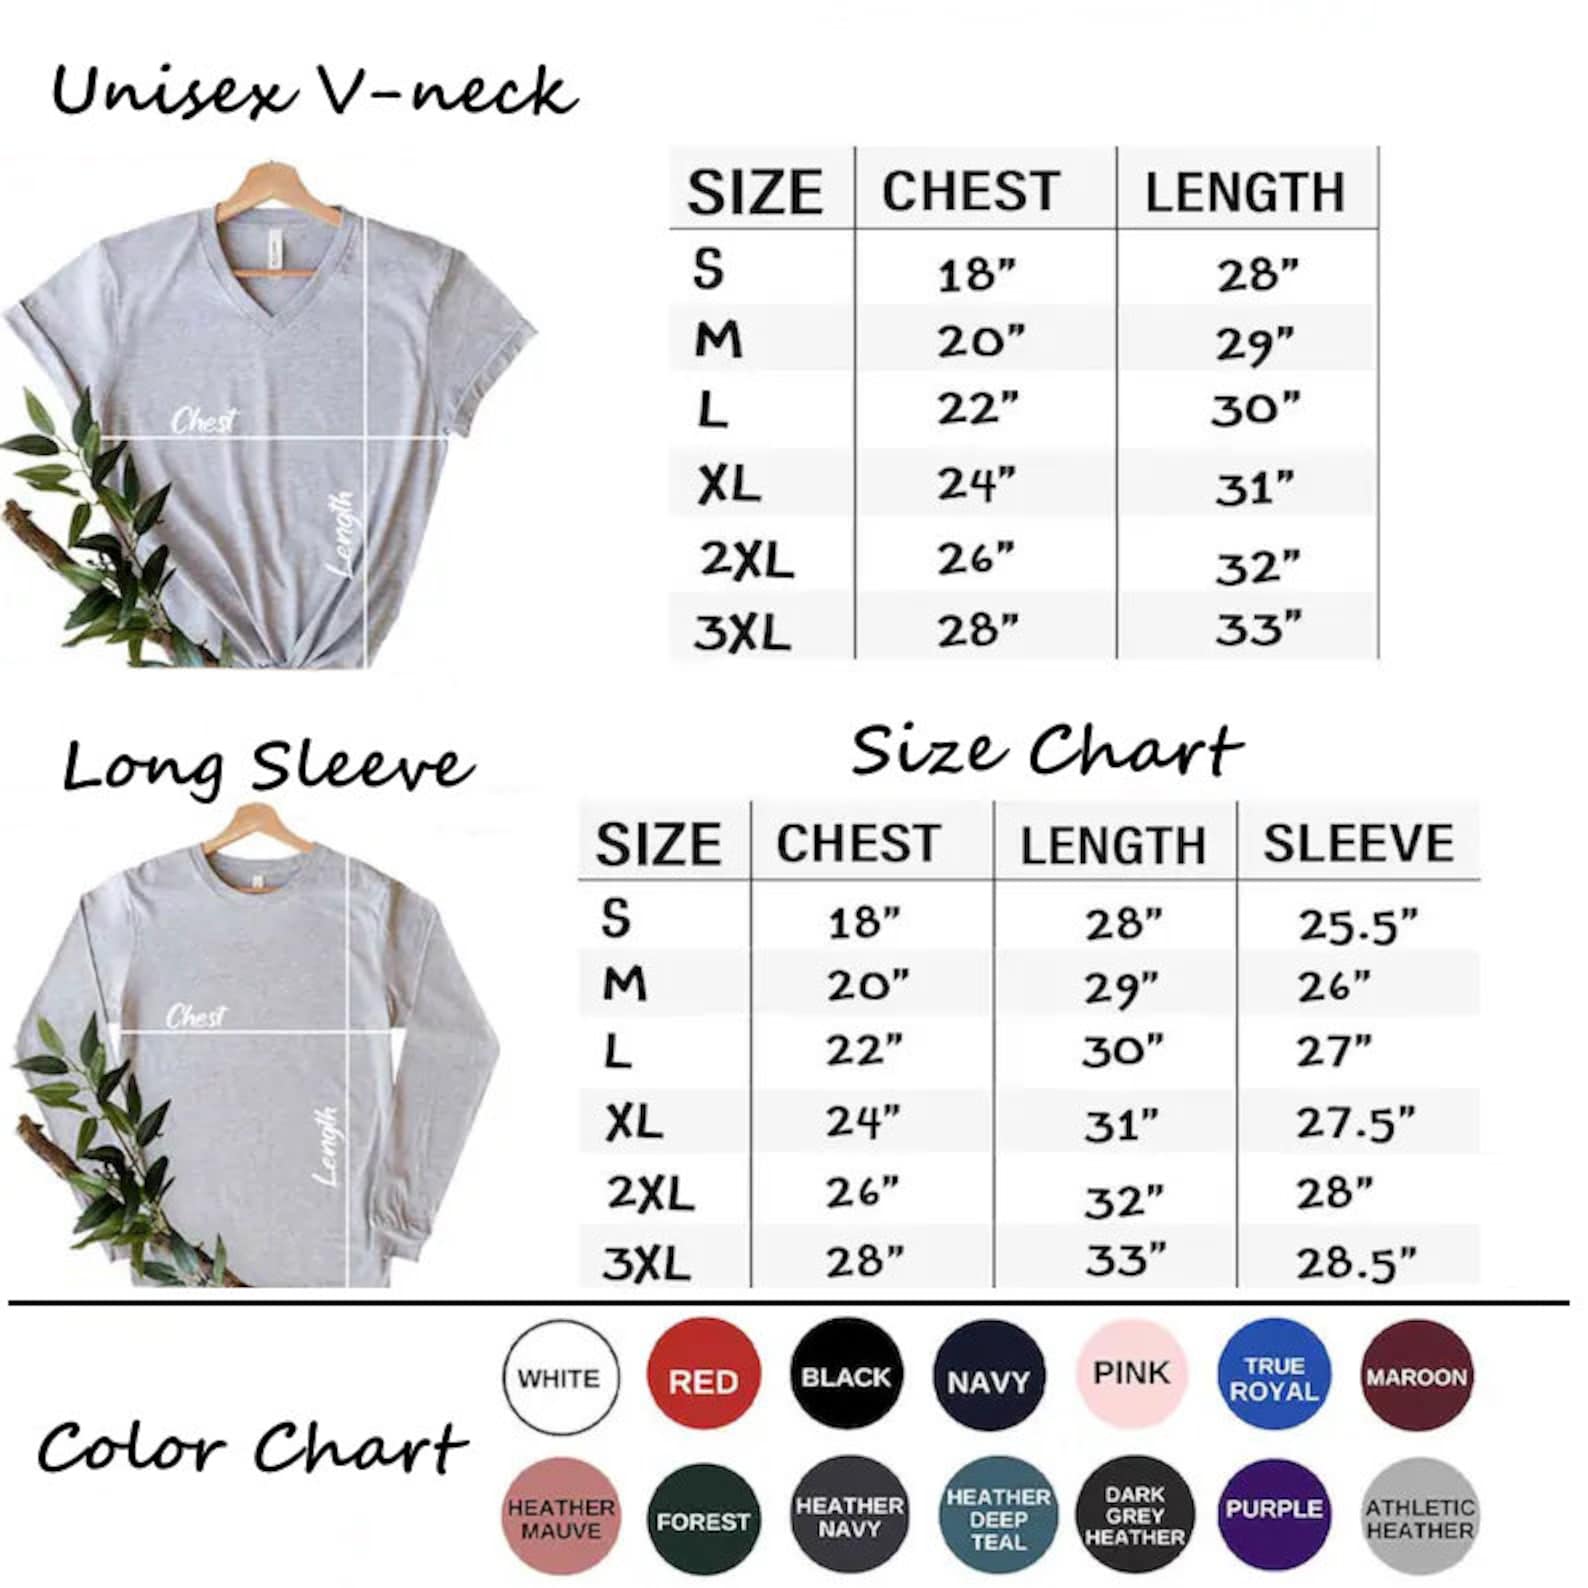 Unisex V-neck
SIZE CHEST LENGTH
S 18” 28”
M 20” 29”
L 22” 30”
XL 24” 31”
2XL 26” 32”
3XL 28” 33”
Chest
Length
Long Sleeve
Size Chart
SIZE CHEST LENGTH SLEEVE
S 18” 28” 25.5”
M 20” 29” 26”
L 22” 30” 27”
XL 24” 31” 27.5”
2XL 26” 32” 28”
3XL 28” 33” 28.5”
Chest
Length
Color Chart
WHITE
RED
BLACK
NAVY
PINK
TRUE
ROYAL
MAROON
HEATHER
MAUVE
FOREST
HEATHER
NAVY
HEATHER
DEEP
TEAL
DARK
GREY
HEATHER
PURPLE
ATHLETIC
HEATHER